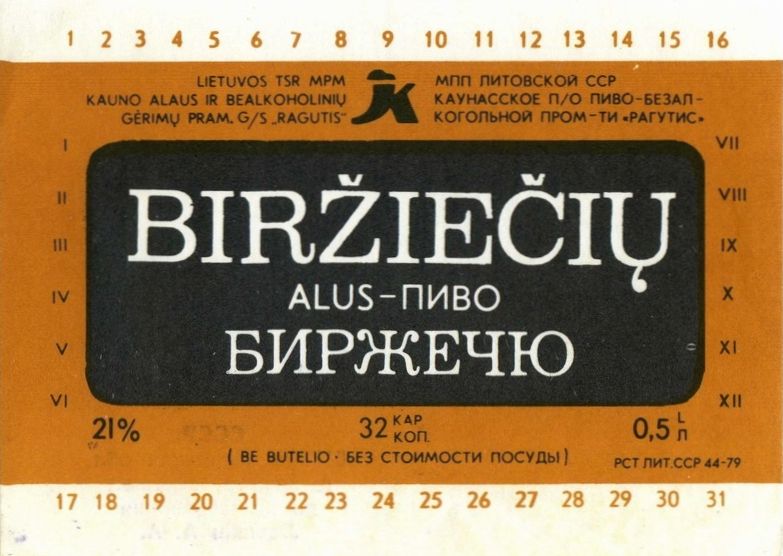 1 2 3 4 5 6 7 8 9 10 11 12 13 14 15 16
LIETUVOS TSR MPM
KAUNO ALAUS IR BEALKOHOLINIŲ
GĖRIMŲ PRAM. G/S „RAGUTIS“
МПП ЛИТОВСКОЙ ССР
КАУНАССКОЕ П/О ПИВО-БЕЗАЛ-
КОГОЛЬНОЙ ПРОМ-ТИ «РАГУТИС»
I
II
III
IV
V
VI
BIRŽIEČIŲ
ALUS-ПИВО
БИРЖЕЧЮ
VII
VIII
IX
X
XI
XII
21%
32 KAP КОП.
0,5 L Л
(BE BUTELIO · БЕЗ СТОИМОСТИ ПОСУДЫ)
РСТ ЛИТ.ССР 44-79
17 18 19 20 21 22 23 24 25 26 27 28 29 30 31